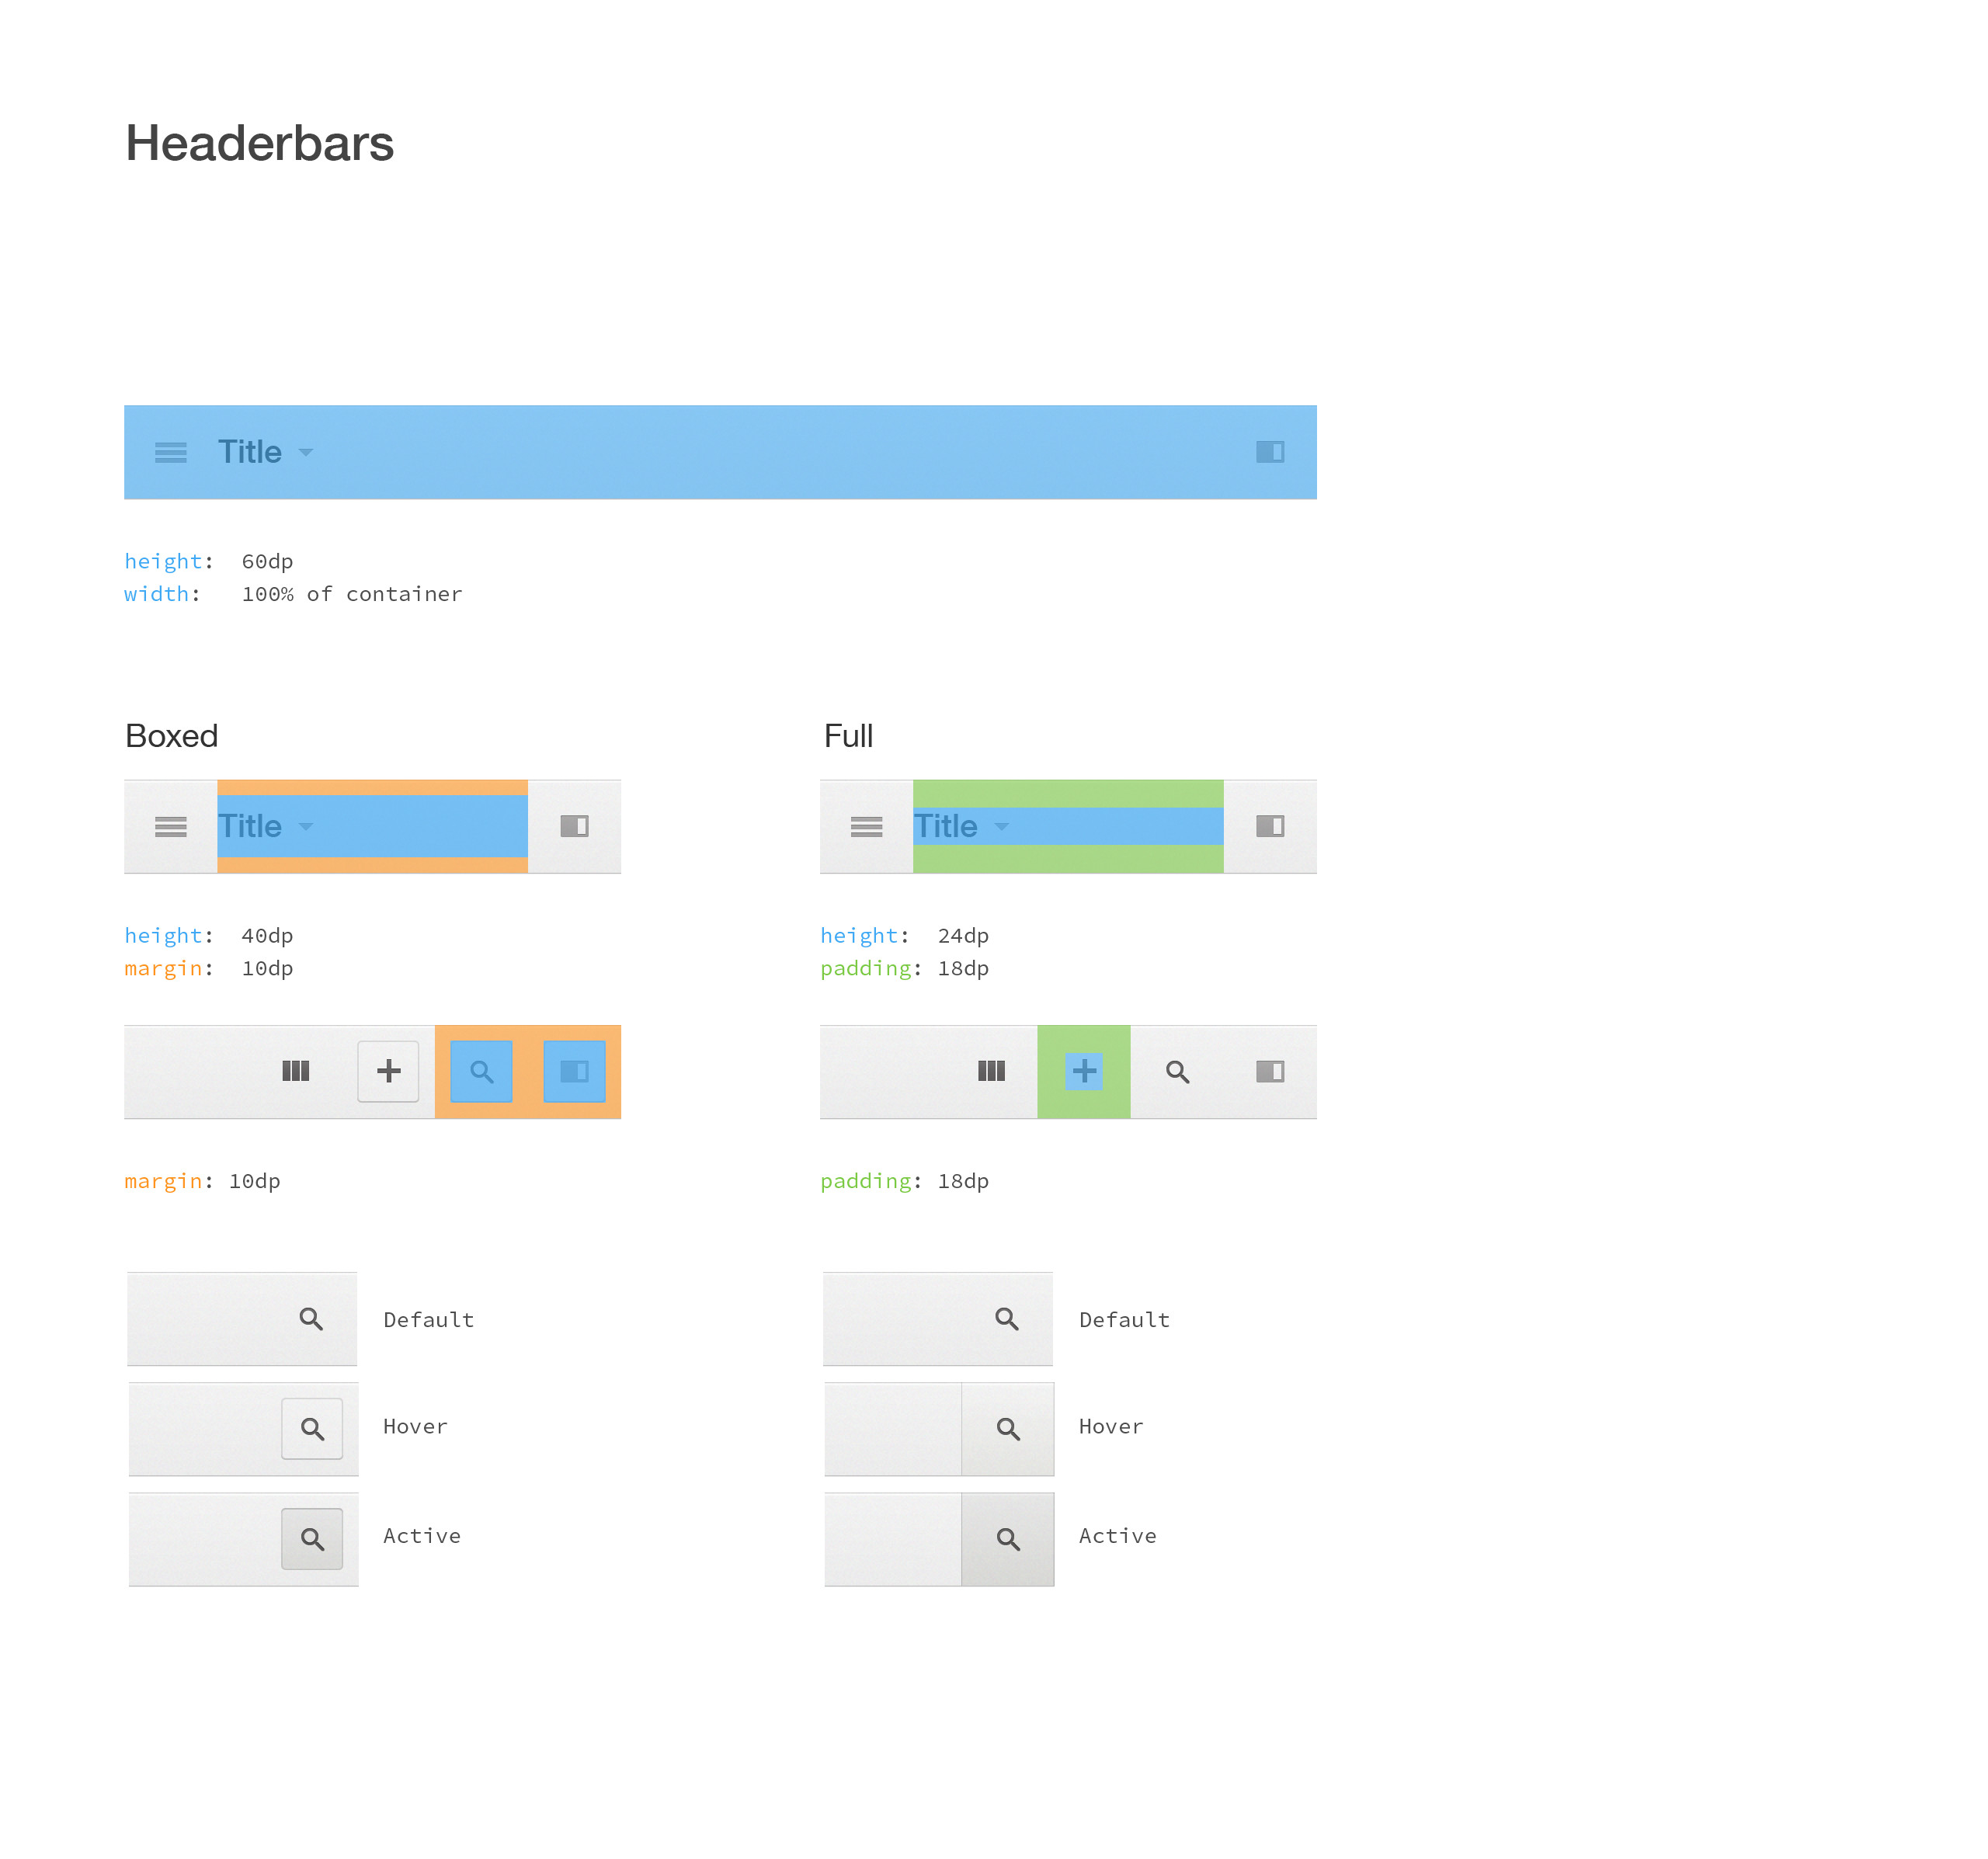 Headerbars
Title
height: 60dp
width: 100% of container
Boxed
Title
height: 40dp
margin: 10dp
margin: 10dp
Default
Hover
Active
Full
Title
height: 24dp
padding: 18dp
padding: 18dp
Default
Hover
Active